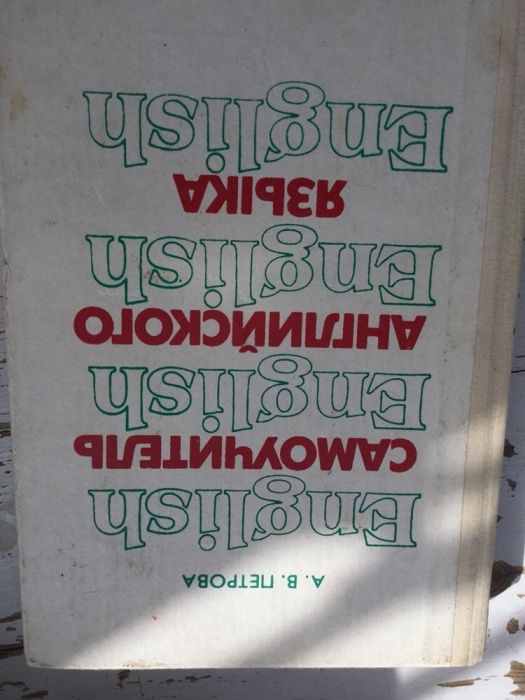 А. В. ПЕТРОВА
English
САМОУЧИТЕЛЬ
English
АНГЛИЙСКОГО
English
ЯЗЫКА
English